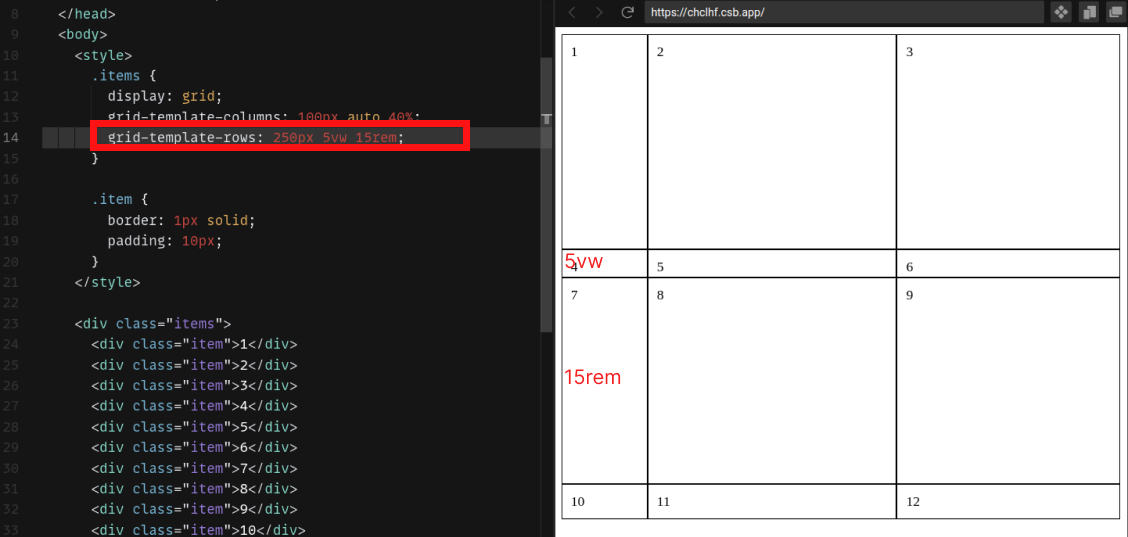 https://chclhf.csb.app/
8 </head>
9 <body>
10 <style>
11 .items {
12 display: grid;
13 grid-template-columns: 100px auto 40%;
14 grid-template-rows: 250px 5vw 15rem;
15 }
16
17 .item {
18 border: 1px solid;
19 padding: 10px;
20 }
21 </style>
22
23 <div class="items">
24 <div class="item">1</div>
25 <div class="item">2</div>
26 <div class="item">3</div>
27 <div class="item">4</div>
28 <div class="item">5</div>
29 <div class="item">6</div>
30 <div class="item">7</div>
31 <div class="item">8</div>
32 <div class="item">9</div>
33 <div class="item">10</div>
1 2 3
5vw
4 5 6
7 8 9
15rem
10 11 12